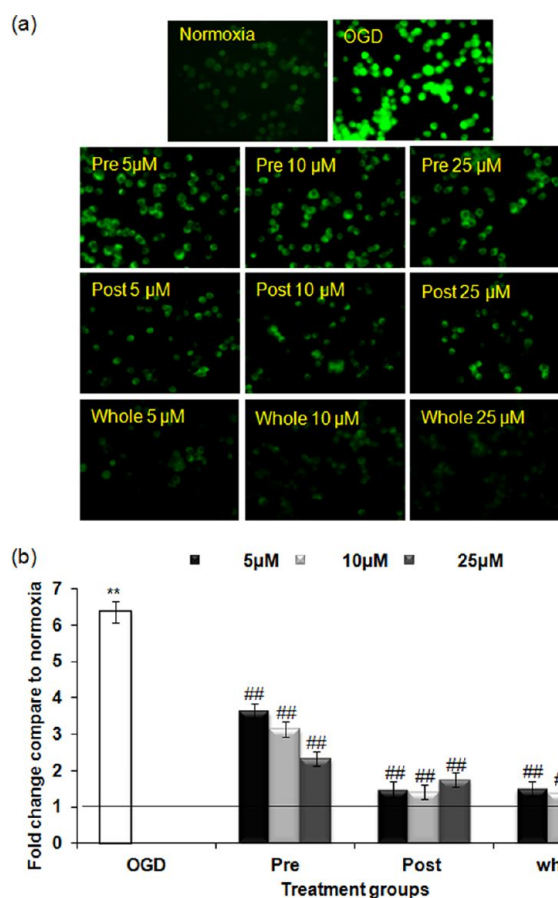 (a)
Normoxia
OGD
Pre 5µM
Pre 10 µM
Pre 25 µM
Post 5 µM
Post 10 µM
Post 25 µM
Whole 5 µM
Whole 10 µM
Whole 25 µM
(b)
5µM 10µM 25µM
Fold change compare to normoxia
7
6
5
4
3
2
1
0
**
## ## ##
## ## ##
##
OGD Pre Post
Treatment groups